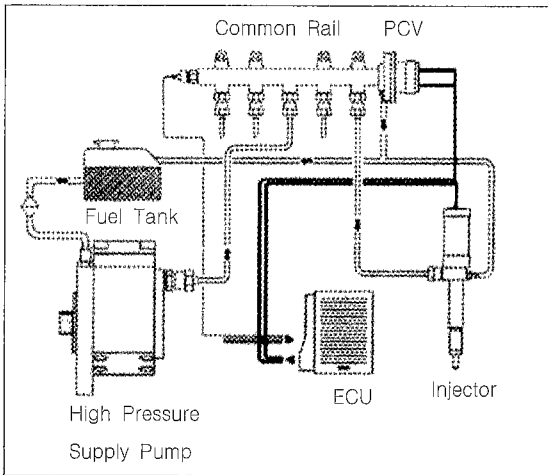 Common Rail
PCV
Fuel Tank
ECU
Injector
High Pressure
Supply Pump